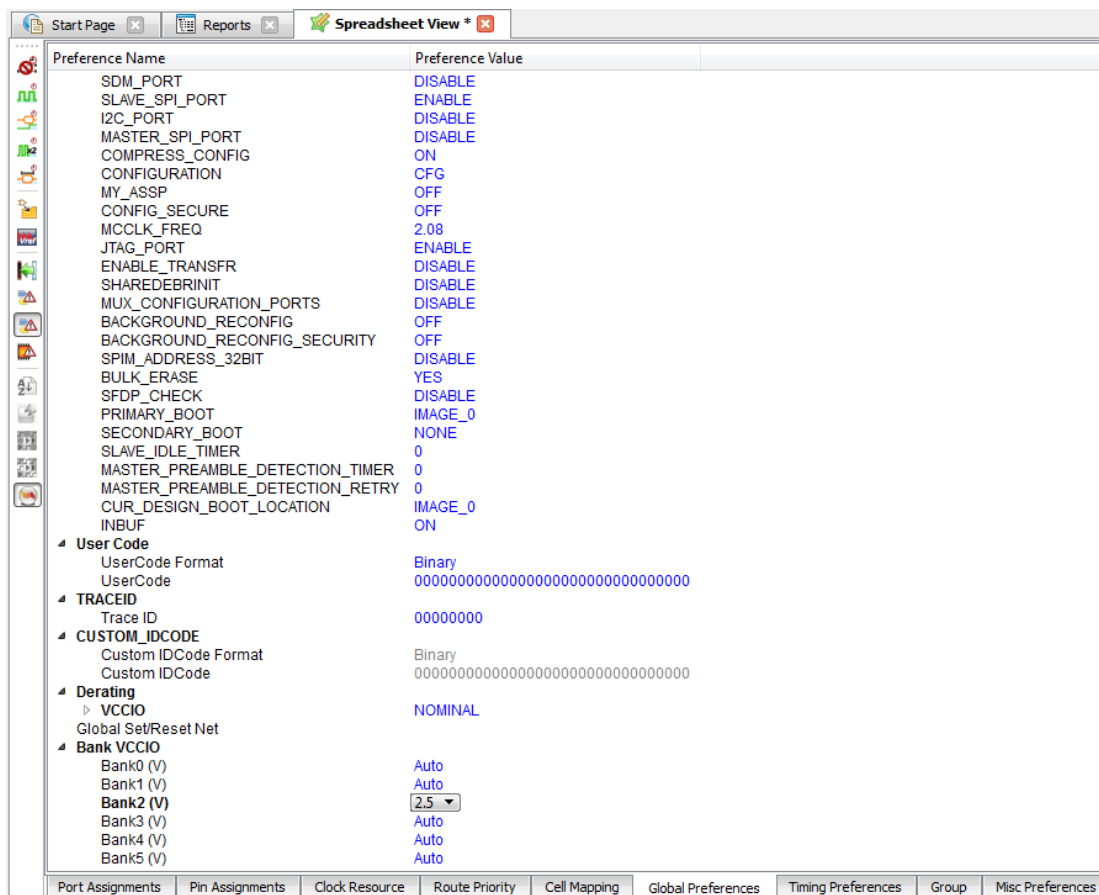 Start Page Reports Spreadsheet View *
Preference Name Preference Value
SDM_PORT DISABLE
SLAVE_SPI_PORT ENABLE
I2C_PORT DISABLE
MASTER_SPI_PORT DISABLE
COMPRESS_CONFIG ON
CONFIGURATION CFG
MY_ASSP OFF
CONFIG_SECURE OFF
MCCLK_FREQ 2.08
JTAG_PORT ENABLE
ENABLE_TRANSFR DISABLE
SHAREDEBRINIT DISABLE
MUX_CONFIGURATION_PORTS DISABLE
BACKGROUND_RECONFIG OFF
BACKGROUND_RECONFIG_SECURITY OFF
SPIM_ADDRESS_32BIT DISABLE
BULK_ERASE YES
SFDP_CHECK DISABLE
PRIMARY_BOOT IMAGE_0
SECONDARY_BOOT NONE
SLAVE_IDLE_TIMER 0
MASTER_PREAMBLE_DETECTION_TIMER 0
MASTER_PREAMBLE_DETECTION_RETRY 0
CUR_DESIGN_BOOT_LOCATION IMAGE_0
INBUF ON
User Code
UserCode Format Binary
UserCode 00000000000000000000000000000000
TRACEID
Trace ID 00000000
CUSTOM_IDCODE
Custom IDCode Format Binary
Custom IDCode 00000000000000000000000000000000
Derating
VCCIO NOMINAL
Global Set/Reset Net
Bank VCCIO
Bank0 (V) Auto
Bank1 (V) Auto
Bank2 (V) 2.5
Bank3 (V) Auto
Bank4 (V) Auto
Bank5 (V) Auto
Port Assignments Pin Assignments Clock Resource Route Priority Cell Mapping Global Preferences Timing Preferences Group Misc Preferences